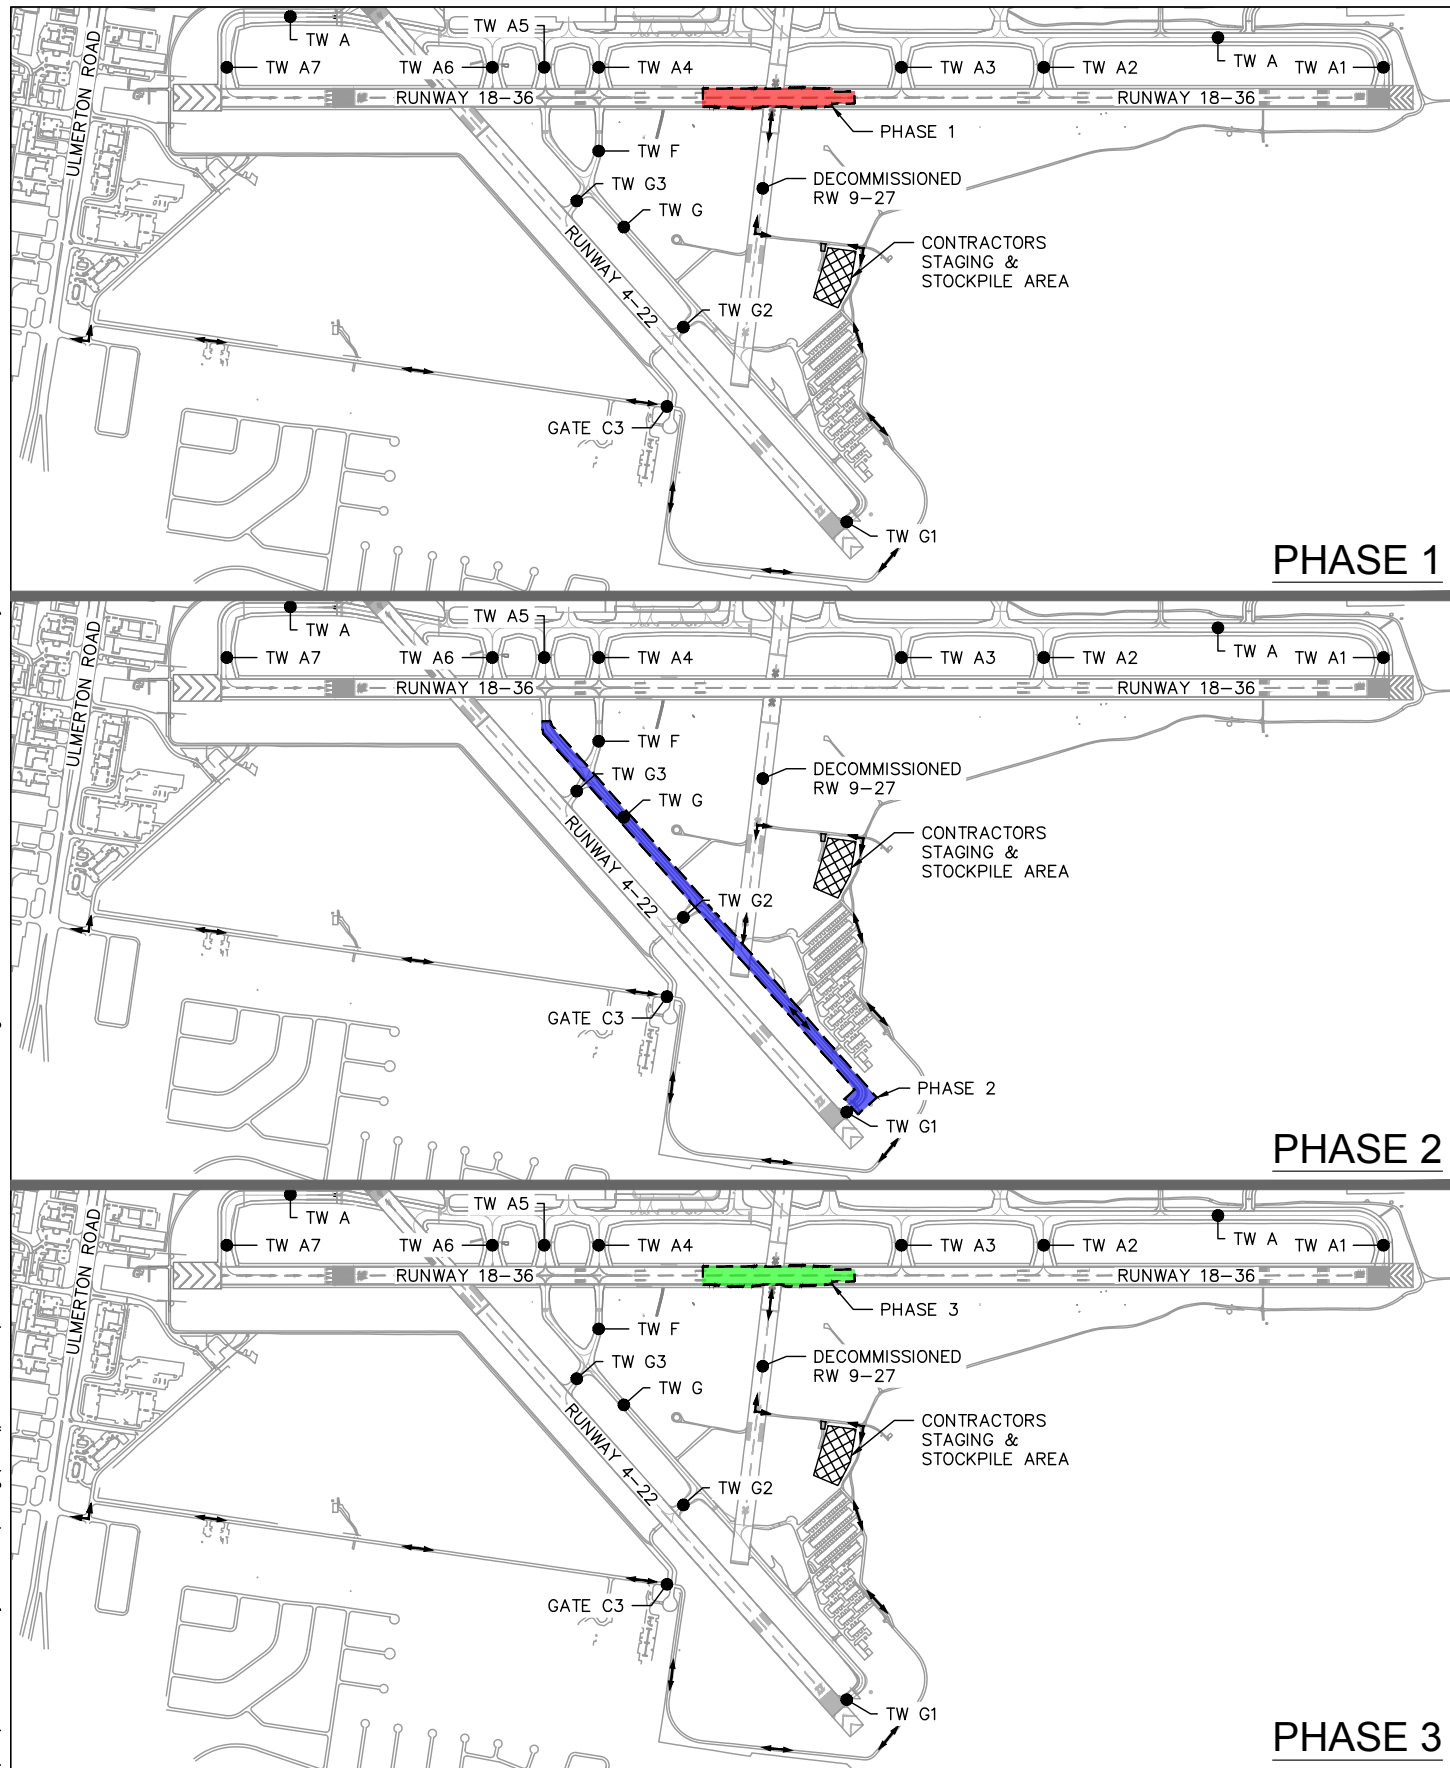 TW A5
TW A
TW A
ULMERTON ROAD
TW A7
TW A6
TW A4
TW A3
TW A2
TW A1
RUNWAY 18-36
RUNWAY 18-36
PHASE 1
TW F
TW G3
DECOMMISSIONED
RW 9-27
TW G
RUNWAY 4-22
CONTRACTORS
STAGING &
STOCKPILE AREA
TW G2
GATE C3
TW G1
PHASE 1
TW A5
TW A
TW A
ULMERTON ROAD
TW A7
TW A6
TW A4
TW A3
TW A2
TW A1
RUNWAY 18-36
RUNWAY 18-36
TW F
TW G3
DECOMMISSIONED
RW 9-27
TW G
RUNWAY 4-22
CONTRACTORS
STAGING &
STOCKPILE AREA
TW G2
GATE C3
PHASE 2
TW G1
PHASE 2
TW A5
TW A
TW A
ULMERTON ROAD
TW A7
TW A6
TW A4
TW A3
TW A2
TW A1
RUNWAY 18-36
RUNWAY 18-36
PHASE 3
TW F
TW G3
DECOMMISSIONED
RW 9-27
TW G
RUNWAY 4-22
CONTRACTORS
STAGING &
STOCKPILE AREA
TW G2
GATE C3
TW G1
PHASE 3